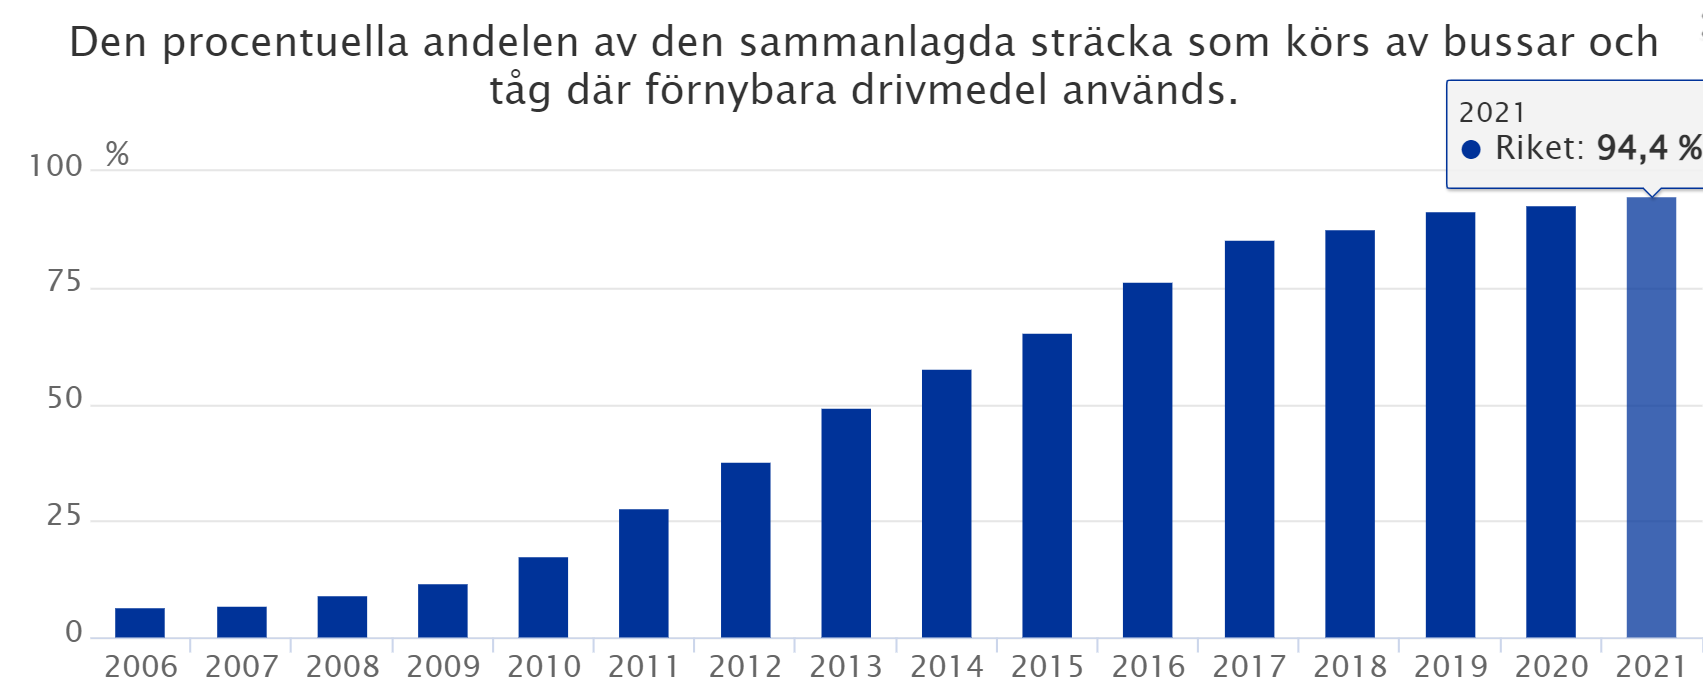 Den procentuella andelen av den sammanlagda sträcka som körs av bussar och
tåg där förnybara drivmedel används.
2021
Riket: 94,4 %
%
100
75
50
25
0
2006 2007 2008 2009 2010 2011 2012 2013 2014 2015 2016 2017 2018 2019 2020 2021